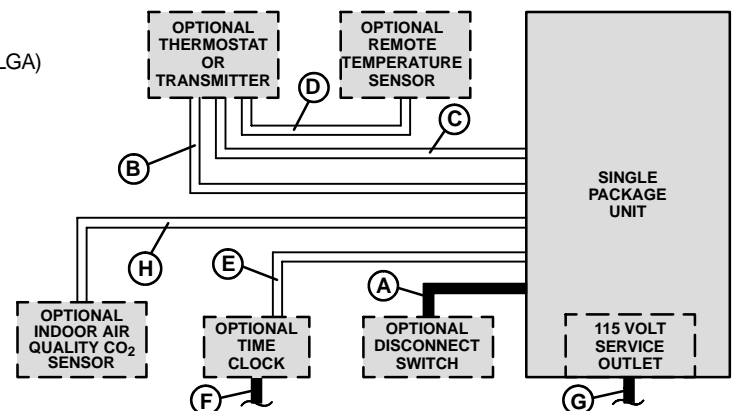 LGA)
OPTIONAL
THERMOSTAT
OR
TRANSMITTER
OPTIONAL
REMOTE
TEMPERATURE
SENSOR
D
C
B
SINGLE
PACKAGE
UNIT
H
E
A
OPTIONAL
INDOOR AIR
QUALITY CO2
SENSOR
OPTIONAL
TIME
CLOCK
OPTIONAL
DISCONNECT
SWITCH
115 VOLT
SERVICE
OUTLET
F
G